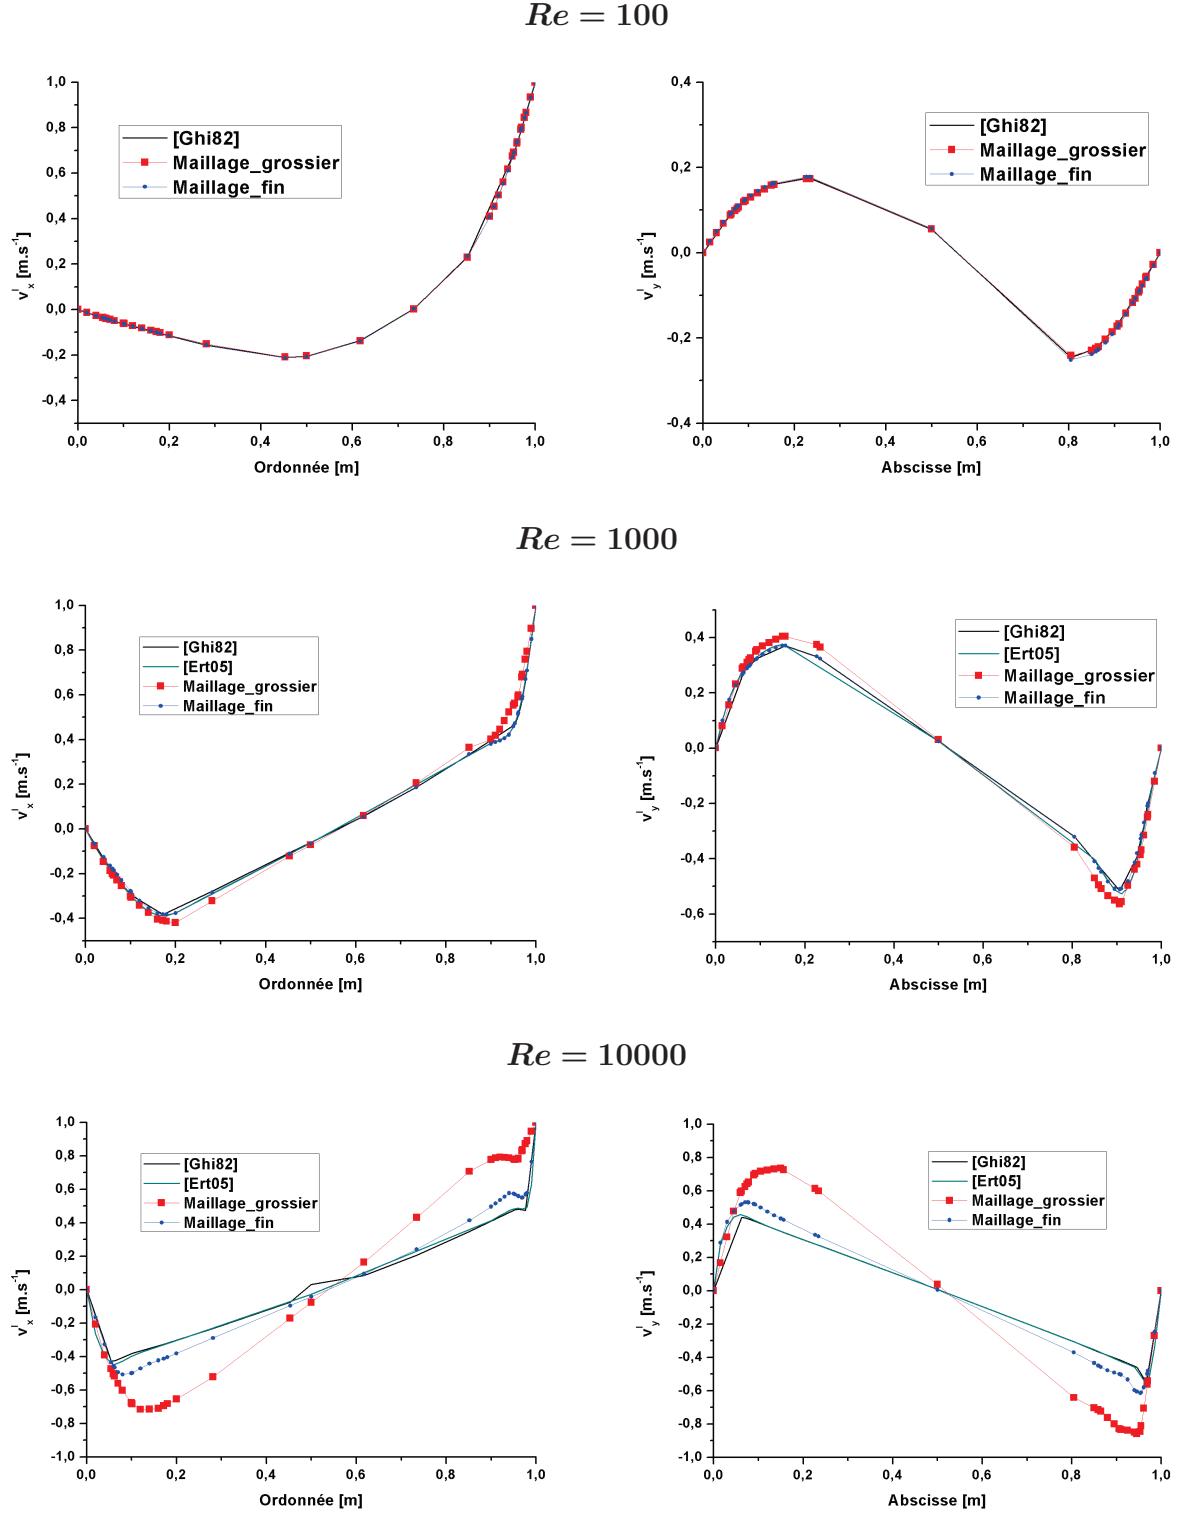 Re = 100
1,0
0,8
0,6
0,4
0,2
0,0
-0,2
-0,4
0,0 0,2 0,4 0,6 0,8 1,0
v^l_x [m.s^-1]
Ordonnée [m]
[Ghi82]
Maillage_grossier
Maillage_fin
0,4
0,2
0,0
-0,2
-0,4
0,0 0,2 0,4 0,6 0,8 1,0
v^l_y [m.s^-1]
Abscisse [m]
[Ghi82]
Maillage_grossier
Maillage_fin
Re = 1000
1,0
0,8
0,6
0,4
0,2
0,0
-0,2
-0,4
0,0 0,2 0,4 0,6 0,8 1,0
v^l_x [m.s^-1]
Ordonnée [m]
[Ghi82]
[Ert05]
Maillage_grossier
Maillage_fin
0,4
0,2
0,0
-0,2
-0,4
-0,6
0,0 0,2 0,4 0,6 0,8 1,0
v^l_y [m.s^-1]
Abscisse [m]
[Ghi82]
[Ert05]
Maillage_grossier
Maillage_fin
Re = 10000
1,0
0,8
0,6
0,4
0,2
0,0
-0,2
-0,4
-0,6
-0,8
-1,0
0,0 0,2 0,4 0,6 0,8 1,0
v^l_x [m.s^-1]
Ordonnée [m]
[Ghi82]
[Ert05]
Maillage_grossier
Maillage_fin
1,0
0,8
0,6
0,4
0,2
0,0
-0,2
-0,4
-0,6
-0,8
-1,0
0,0 0,2 0,4 0,6 0,8 1,0
v^l_y [m.s^-1]
Abscisse [m]
[Ghi82]
[Ert05]
Maillage_grossier
Maillage_fin